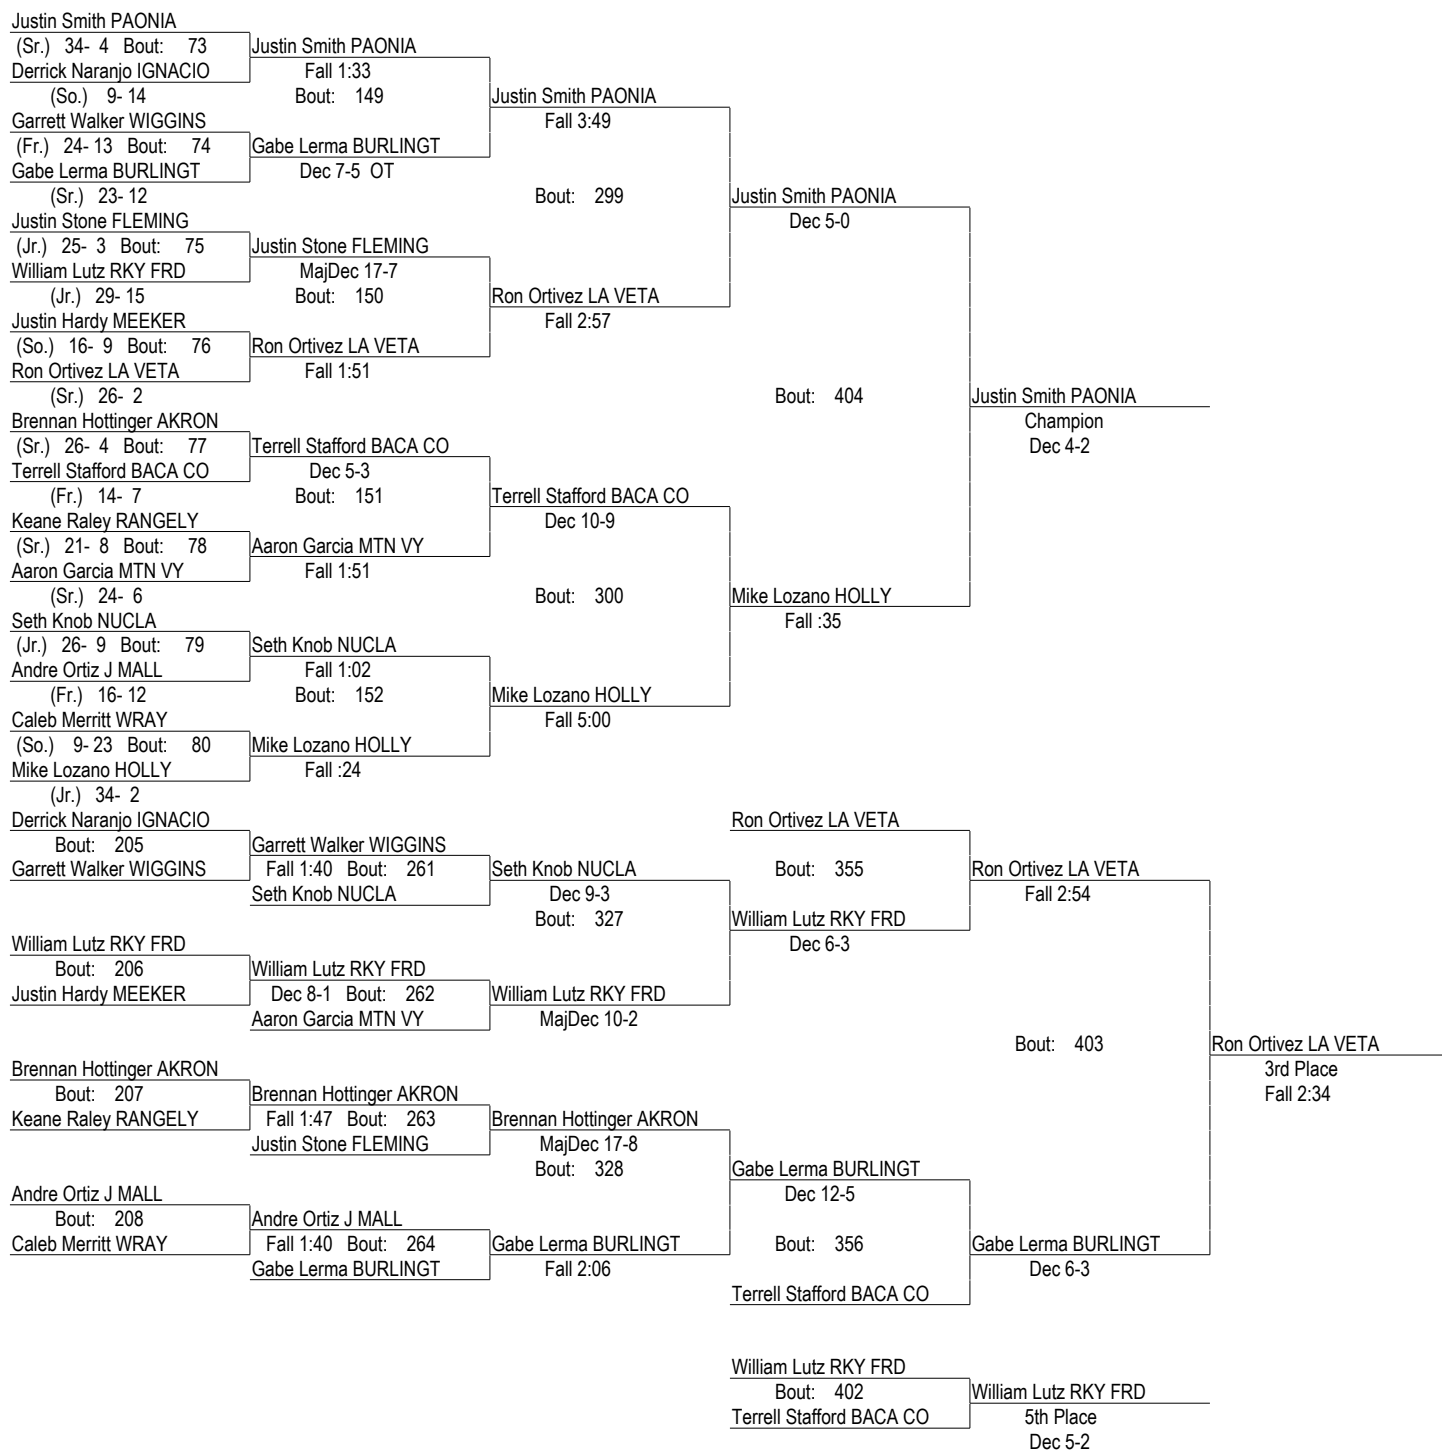 Justin Smith PAONIA
(Sr.) 34- 4 Bout: 73 Justin Smith PAONIA
Derrick Naranjo IGNACIO Fall 1:33
(So.) 9- 14 Bout: 149 Justin Smith PAONIA
Garrett Walker WIGGINS Fall 3:49
(Fr.) 24- 13 Bout: 74 Gabe Lerma BURLINGT
Gabe Lerma BURLINGT Dec 7-5 OT
(Sr.) 23- 12 Bout: 299 Justin Smith PAONIA
Justin Stone FLEMING Dec 5-0
(Jr.) 25- 3 Bout: 75 Justin Stone FLEMING
William Lutz RKY FRD MajDec 17-7
(Jr.) 29- 15 Bout: 150 Ron Ortivez LA VETA
Justin Hardy MEEKER Fall 2:57
(So.) 16- 9 Bout: 76 Ron Ortivez LA VETA
Ron Ortivez LA VETA Fall 1:51
(Sr.) 26- 2 Bout: 404 Justin Smith PAONIA
Brennan Hottinger AKRON Champion
(Sr.) 26- 4 Bout: 77 Terrell Stafford BACA CO Dec 4-2
Terrell Stafford BACA CO Dec 5-3
(Fr.) 14- 7 Bout: 151 Terrell Stafford BACA CO
Keane Raley RANGELY Dec 10-9
(Sr.) 21- 8 Bout: 78 Aaron Garcia MTN VY
Aaron Garcia MTN VY Fall 1:51
(Sr.) 24- 6 Bout: 300 Mike Lozano HOLLY
Seth Knob NUCLA Fall :35
(Jr.) 26- 9 Bout: 79 Seth Knob NUCLA
Andre Ortiz J MALL Fall 1:02
(Fr.) 16- 12 Bout: 152 Mike Lozano HOLLY
Caleb Merritt WRAY Fall 5:00
(So.) 9- 23 Bout: 80 Mike Lozano HOLLY
Mike Lozano HOLLY Fall :24
(Jr.) 34- 2
Derrick Naranjo IGNACIO Ron Ortivez LA VETA
Bout: 205 Garrett Walker WIGGINS
Garrett Walker WIGGINS Fall 1:40 Bout: 261 Seth Knob NUCLA Bout: 355 Ron Ortivez LA VETA
Seth Knob NUCLA Dec 9-3 Fall 2:54
Bout: 327 William Lutz RKY FRD
William Lutz RKY FRD Dec 6-3
Bout: 206 William Lutz RKY FRD
Justin Hardy MEEKER Dec 8-1 Bout: 262 William Lutz RKY FRD
Aaron Garcia MTN VY MajDec 10-2
Bout: 403 Ron Ortivez LA VETA
Brennan Hottinger AKRON 3rd Place
Bout: 207 Brennan Hottinger AKRON Fall 2:34
Keane Raley RANGELY Fall 1:47 Bout: 263 Brennan Hottinger AKRON
Justin Stone FLEMING MajDec 17-8
Bout: 328 Gabe Lerma BURLINGT
Andre Ortiz J MALL Dec 12-5
Bout: 208 Andre Ortiz J MALL
Caleb Merritt WRAY Fall 1:40 Bout: 264 Gabe Lerma BURLINGT Bout: 356 Gabe Lerma BURLINGT
Gabe Lerma BURLINGT Fall 2:06 Dec 6-3
Terrell Stafford BACA CO
William Lutz RKY FRD
Bout: 402 William Lutz RKY FRD
Terrell Stafford BACA CO 5th Place
Dec 5-2